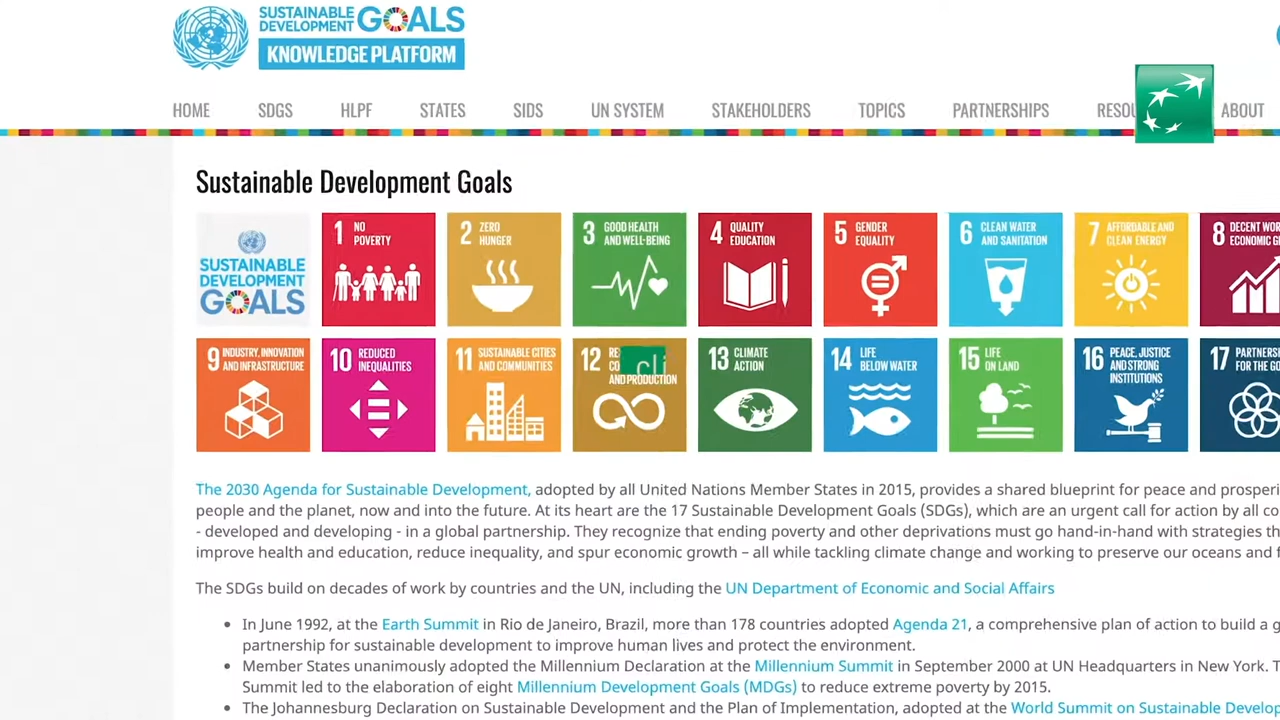 SUSTAINABLE
DEVELOPMENT GOALS
KNOWLEDGE PLATFORM
HOME SDGS HLPF STATES SIDS UN SYSTEM STAKEHOLDERS TOPICS PARTNERSHIPS ABOUT
Sustainable Development Goals
SUSTAINABLE
DEVELOPMENT
GOALS
1 NO
POVERTY
2 ZERO
HUNGER
3 GOOD HEALTH
AND WELL-BEING
4 QUALITY
EDUCATION
5 GENDER
EQUALITY
6 CLEAN WATER
AND SANITATION
7 AFFORDABLE AND
CLEAN ENERGY
8 DECENT
ECONOMIC
9 INDUSTRY, INNOVATION
AND INFRASTRUCTURE
10 REDUCED
INEQUALITIES
11 SUSTAINABLE CITIES
AND COMMUNITIES
12
cli
AND PRODUCTION
13 CLIMATE
ACTION
14 LIFE
BELOW WATER
15 LIFE
ON LAND
16 PEACE, JUSTICE
AND STRONG
INSTITUTIONS
17
FOR THE
The 2030 Agenda for Sustainable Development, adopted by all United Nations Member States in 2015, provides a shared blueprint for peace and
people and the planet, now and into the future. At its heart are the 17 Sustainable Development Goals (SDGs), which are an urgent call for action by all
- developed and developing - in a global partnership. They recognize that ending poverty and other deprivations must go hand-in-hand with strategies
improve health and education, reduce inequality, and spur economic growth – all while tackling climate change and working to preserve our oceans and
The SDGs build on decades of work by countries and the UN, including the UN Department of Economic and Social Affairs
• In June 1992, at the Earth Summit in Rio de Janeiro, Brazil, more than 178 countries adopted Agenda 21, a comprehensive plan of action to build a
partnership for sustainable development to improve human lives and protect the environment.
• Member States unanimously adopted the Millennium Declaration at the Millennium Summit in September 2000 at UN Headquarters in New York.
Summit led to the elaboration of eight Millennium Development Goals (MDGs) to reduce extreme poverty by 2015.
• The Johannesburg Declaration on Sustainable Development and the Plan of Implementation, adopted at the World Summit on Sustainable